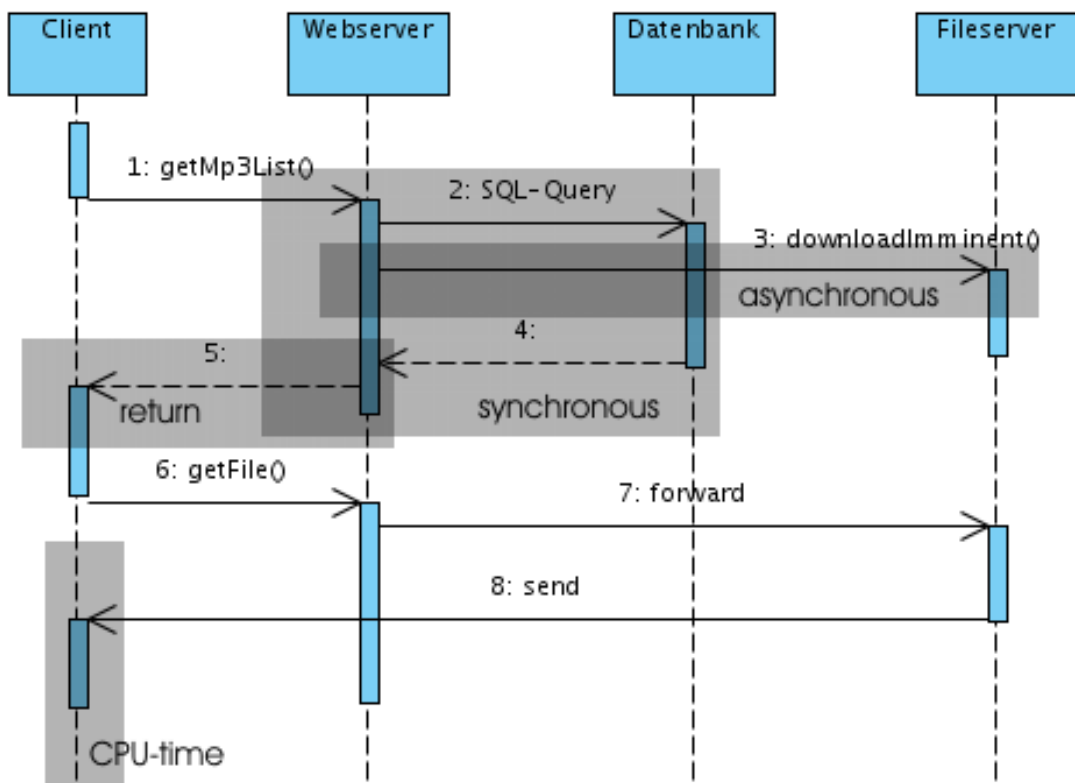 Client
Webserver
Datenbank
Fileserver
1: getMp3List()
2: SQL-Query
3: downloadImminent()
asynchronous
4:
5:
return
synchronous
6: getFile()
7: forward
8: send
CPU-time